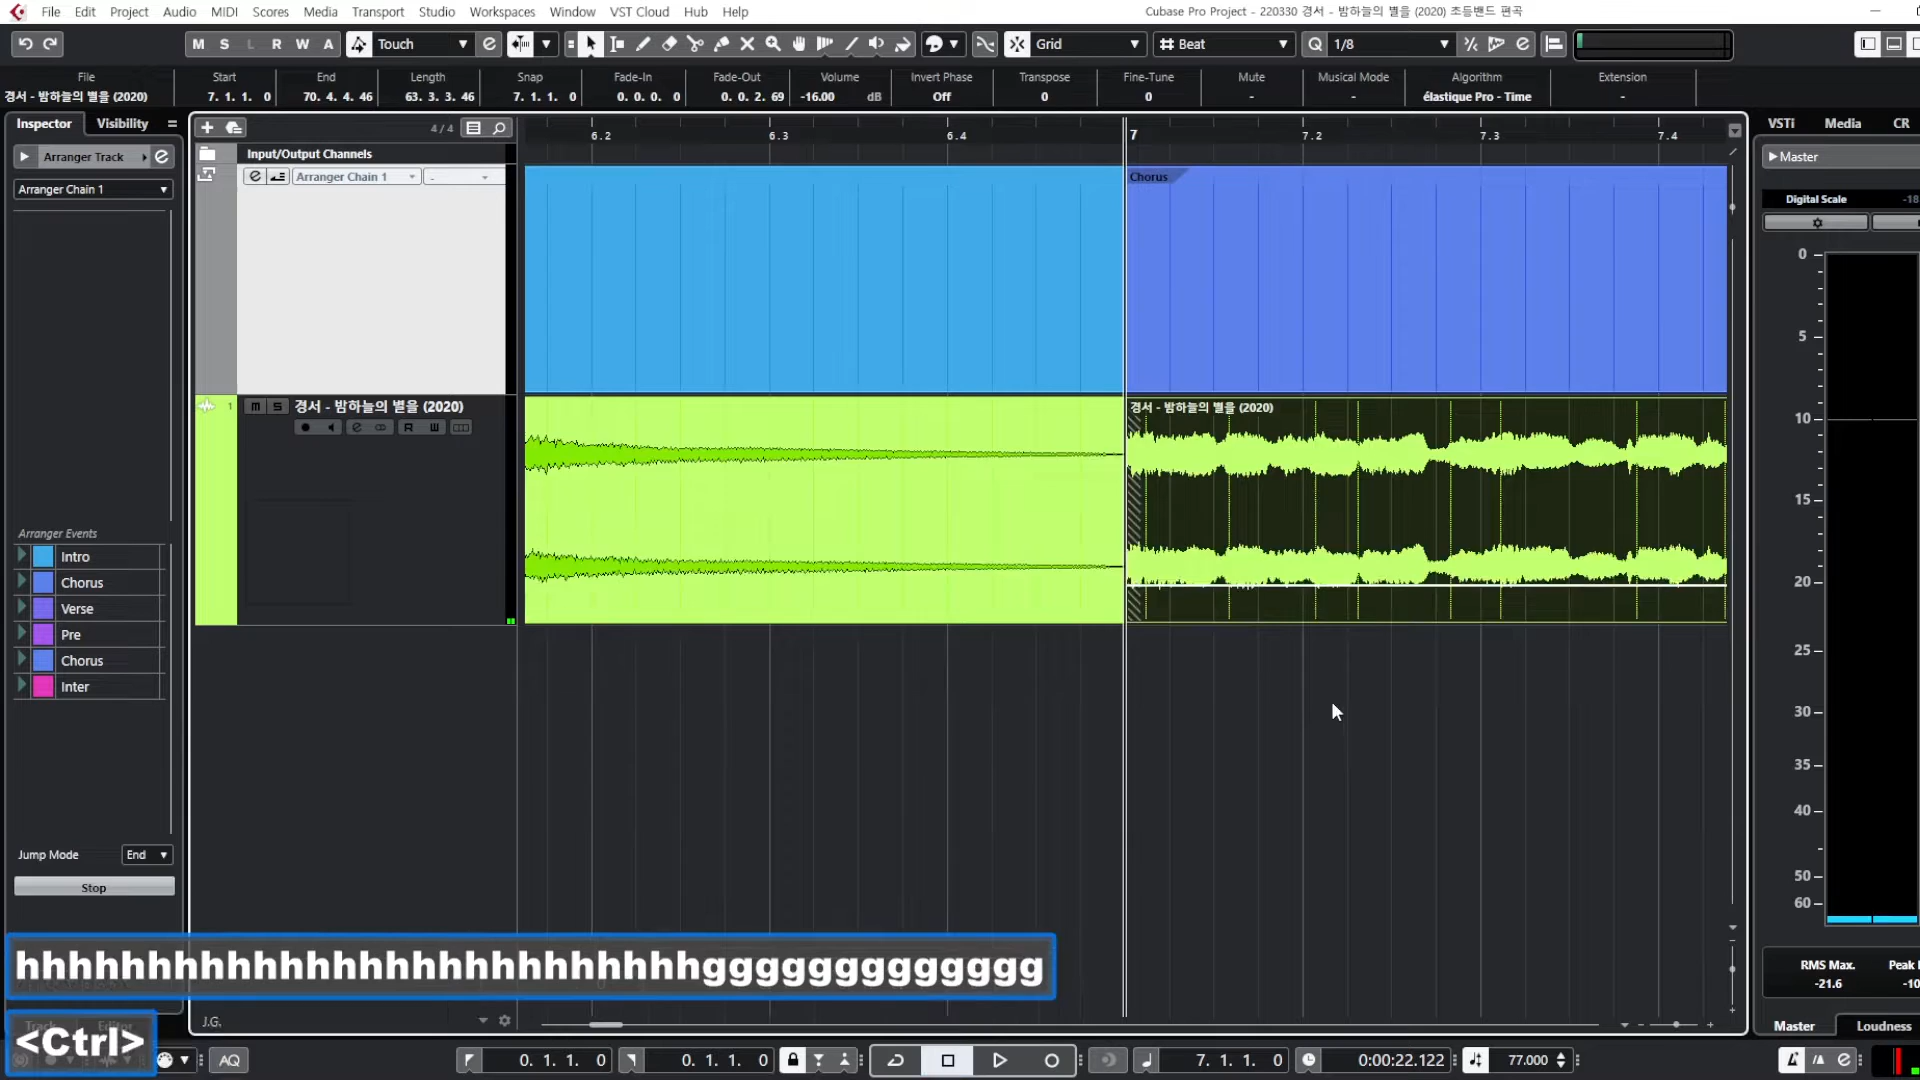 File Edit Project Audio MIDI Scores Media Transport Studio Workspaces Window VST Cloud Hub Help
Cubase Pro Project - 220330 경서 - 밤하늘의 별을 (2020) 초등밴드 편곡
M S L R W A Touch Grid Beat Q 1/8
File Start End Length Snap Fade-In Fade-Out Volume Invert Phase Transpose Fine-Tune Mute Musical Mode Algorithm Extension
경서 - 밤하늘의 별을 (2020) 7. 1. 1. 0 70. 4. 4. 46 63. 3. 3. 46 7. 1. 1. 0 0. 0. 0. 0 0. 0. 2. 69 -16.00 dB Off 0 0 - - élastique Pro - Time -
Inspector Visibility
Arranger Track
Arranger Chain 1
Arranger Events
Intro
Chorus
Verse
Pre
Chorus
Inter
Jump Mode End
Stop
4 / 4
Input/Output Channels
Arranger Chain 1 -
1 m S 경서 - 밤하늘의 별을 (2020)
R W
6.2 6.3 6.4 7 7.2 7.3 7.4
Chorus
경서 - 밤하늘의 별을 (2020)
VSTi Media CR
Master
Digital Scale -18
0
5
10
15
20
25
30
35
40
50
60
RMS Max. Peak
-21.6 -10
Master Loudness
hhhhhhhhhhhhhhhhhhhhhhhhhhggggggggggggg
J.G.
Track Editor
<Ctrl>
AQ 0. 1. 1. 0 0. 1. 1. 0 7. 1. 1. 0 0:00:22.122 77.000